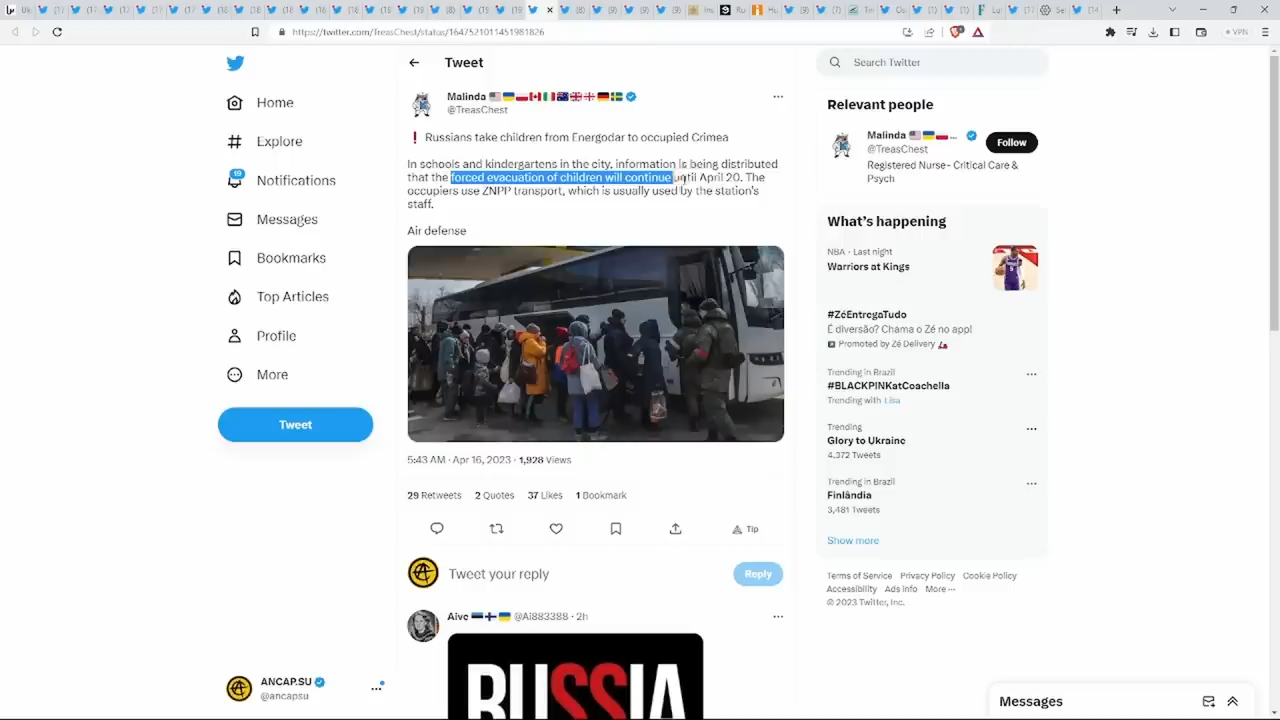 https://twitter.com/TreasChest/status/1647521011451981826
VPN
Home
Explore
19
Notifications
Messages
Bookmarks
Top Articles
Profile
More
Tweet
ANCAP.SU
@ancapsu
Tweet
Malinda
@TreasChest
❗ Russians take children from Energodar to occupied Crimea
In schools and kindergartens in the city, information is being distributed
that the forced evacuation of children will continue until April 20. The
occupiers use ZNPP transport, which is usually used by the station's
staff.
Air defense
5:43 AM · Apr 16, 2023 · 1,928 Views
29 Retweets 2 Quotes 37 Likes 1 Bookmark
Tip
Tweet your reply
Reply
Aive @Ai883388 · 2h
RUSSIA
Search Twitter
Relevant people
Malinda ...
@TreasChest
Follow
Registered Nurse- Critical Care &
Psych
What's happening
NBA · Last night
Warriors at Kings
#ZéEntregaTudo
É diversão? Chama o Zé no app!
Promoted by Zé Delivery
Trending in Brazil
#BLACKPINKatCoachella
Trending with Lisa
Trending
Glory to Ukraine
4,372 Tweets
Trending in Brazil
Finlândia
3,481 Tweets
Show more
Terms of Service Privacy Policy Cookie Policy
Accessibility Ads info More ···
© 2023 Twitter, Inc.
Messages